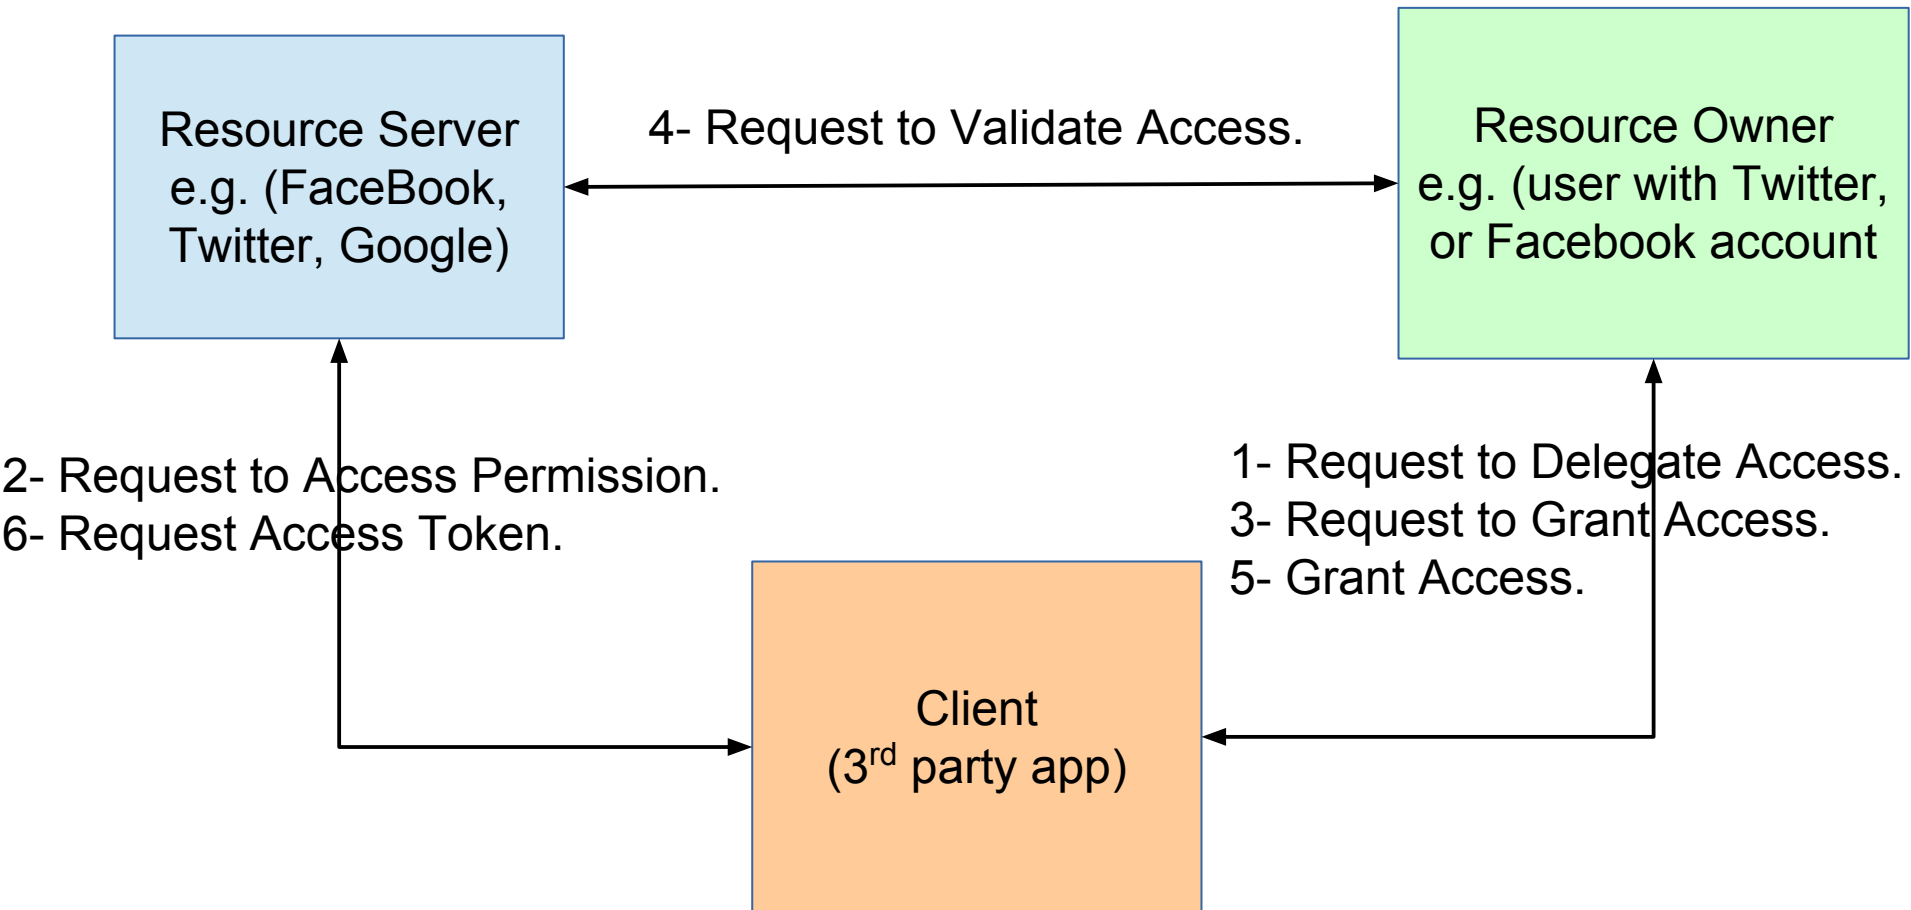 Resource Server
e.g. (FaceBook,
Twitter, Google)
4- Request to Validate Access.
Resource Owner
e.g. (user with Twitter,
or Facebook account
2- Request to Access Permission.
6- Request Access Token.
1- Request to Delegate Access.
3- Request to Grant Access.
5- Grant Access.
Client
(3rd party app)